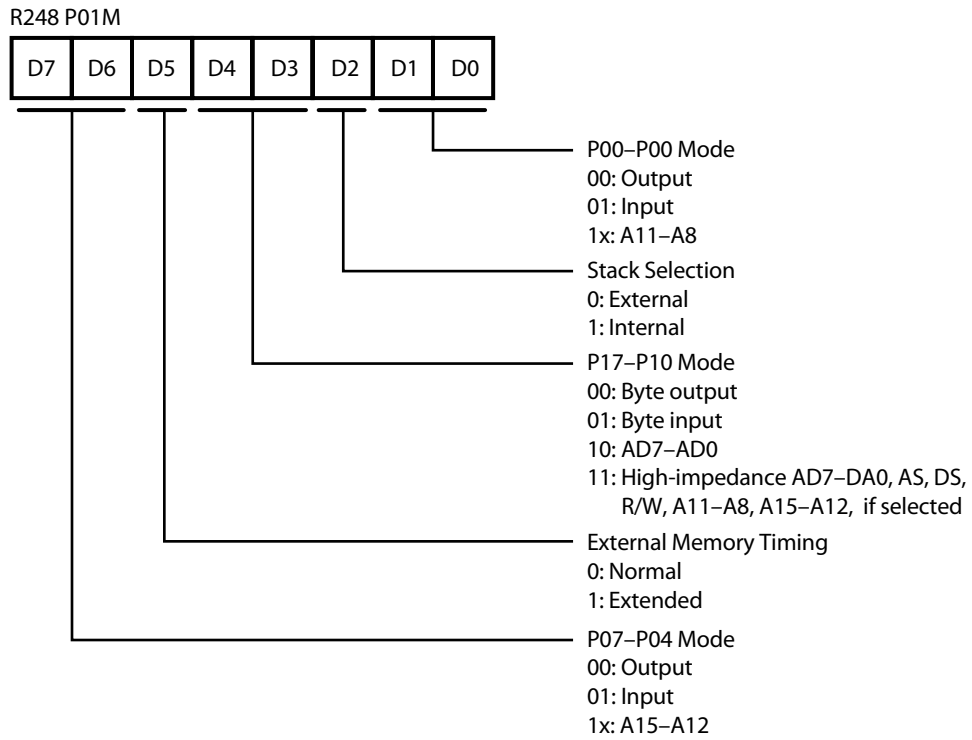 R248 P01M
D7 D6 D5 D4 D3 D2 D1 D0
P00–P00 Mode
00: Output
01: Input
1x: A11–A8
Stack Selection
0: External
1: Internal
P17–P10 Mode
00: Byte output
01: Byte input
10: AD7–AD0
11: High-impedance AD7–DA0, AS, DS,
R/W, A11–A8, A15–A12, if selected
External Memory Timing
0: Normal
1: Extended
P07–P04 Mode
00: Output
01: Input
1x: A15–A12